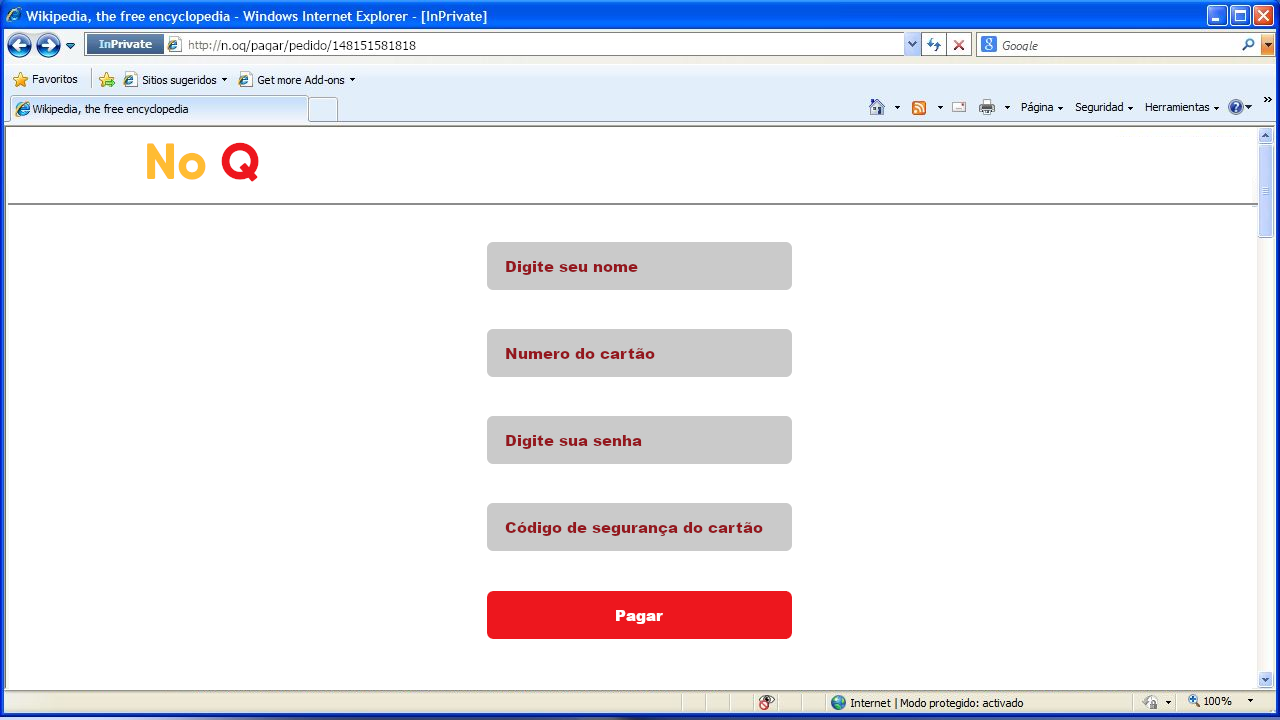 Wikipedia, the free encyclopedia - Windows Internet Explorer - [InPrivate]
InPrivate http://n.oq/paqar/pedido/148151581818 Google
Favoritos Sitios sugeridos Get more Add-ons
Wikipedia, the free encyclopedia Página Seguridad Herramientas »
No Q
Digite seu nome
Numero do cartão
Digite sua senha
Código de segurança do cartão
Pagar
Internet | Modo protegido: activado 100%